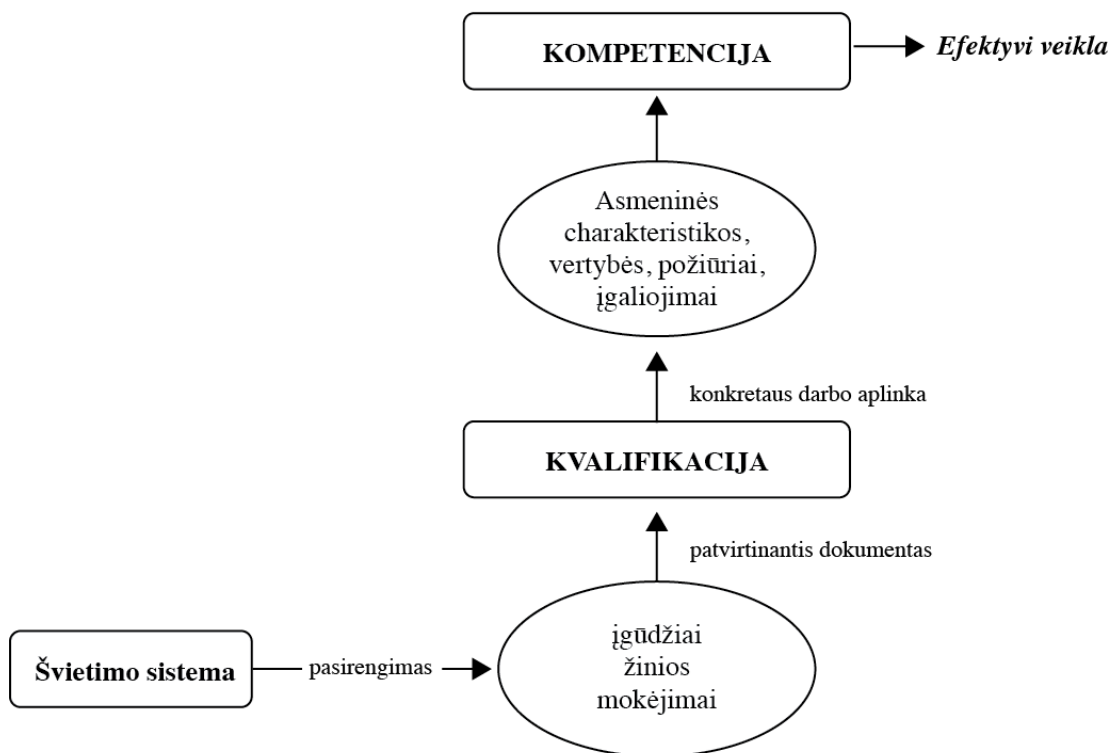 KOMPETENCIJA
Efektyvi veikla
Asmeninės
charakteristikos,
vertybės, požiūriai,
įgaliojimai
konkretaus darbo aplinka
KVALIFIKACIJA
patvirtinantis dokumentas
Švietimo sistema
pasirengimas
įgūdžiai
žinios
mokėjimai